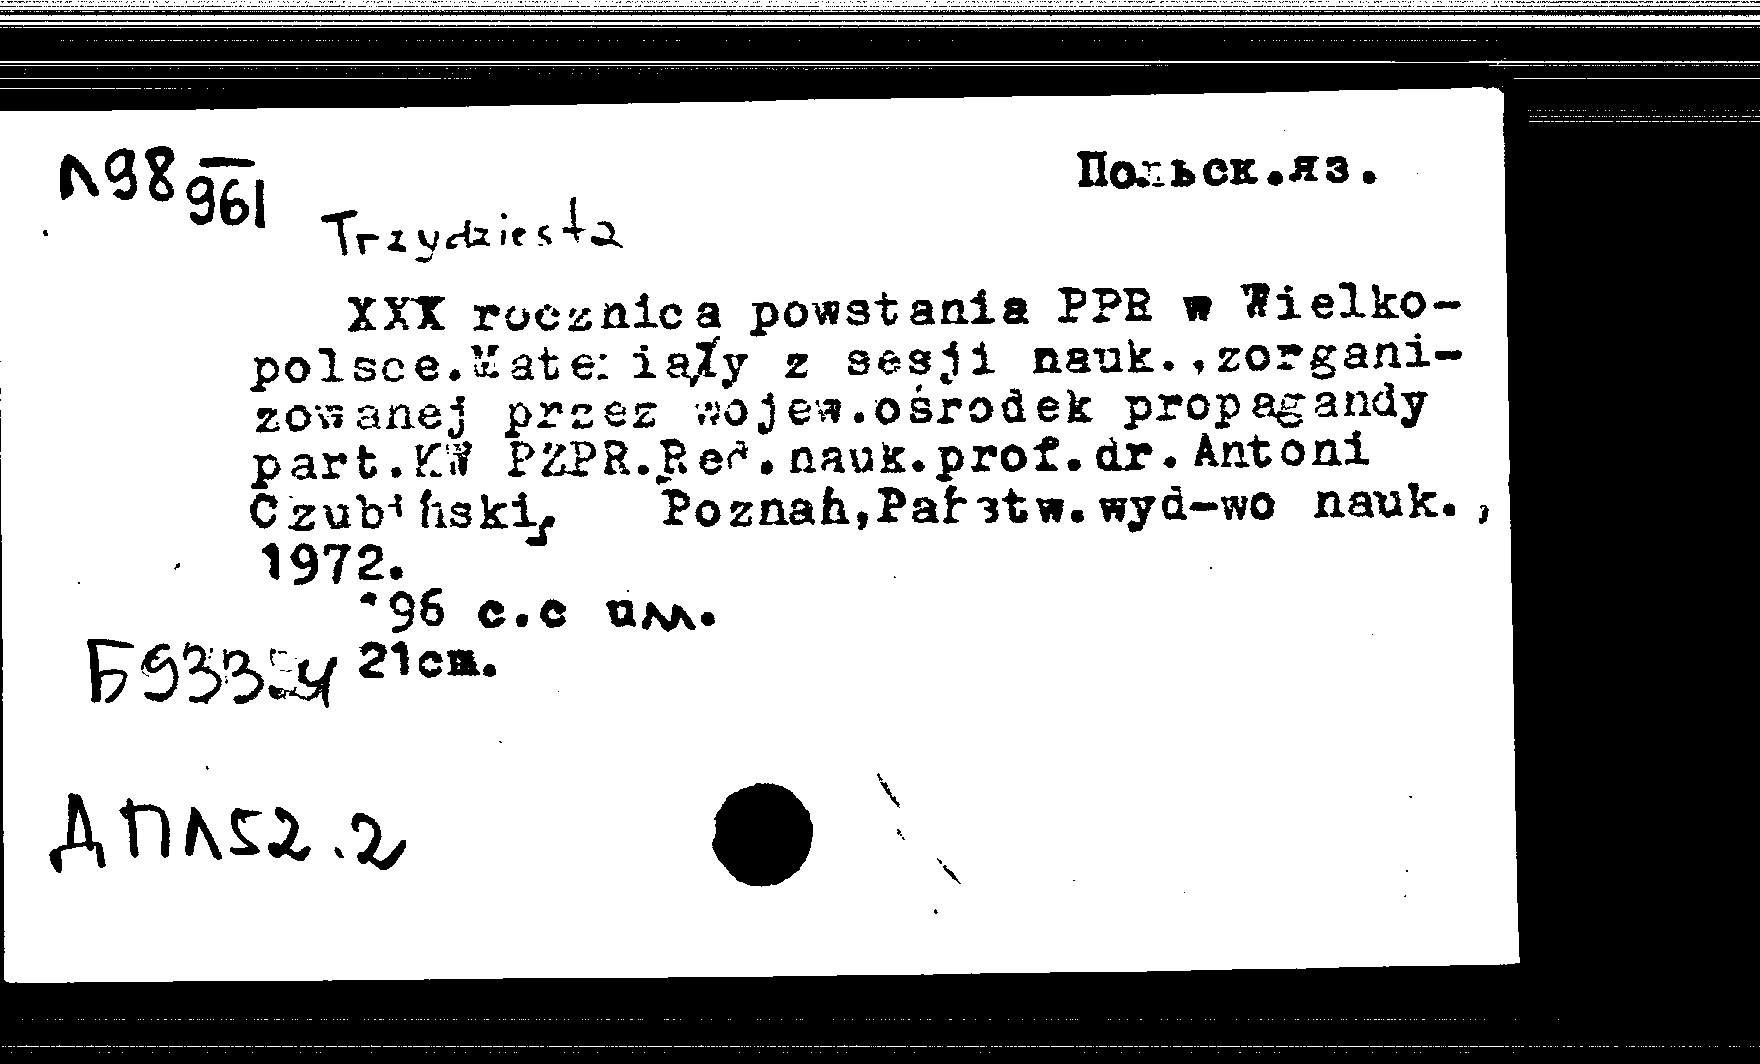 Л98 961
Польск.яз.
Trzydziesta
XXX rocznica powstania PPR w Wielko-
polsce.Materiały z sesji nauk.,zorgani-
zowanej przez wojew.ośrodek propagandy
part.KW PZPR.Red.nauk.prof.dr.Antoni
Czubiński, Poznań,Państw.wyd-wo nauk.,
1972.
96 с.с ил.
21см.
ДПЛ52.2